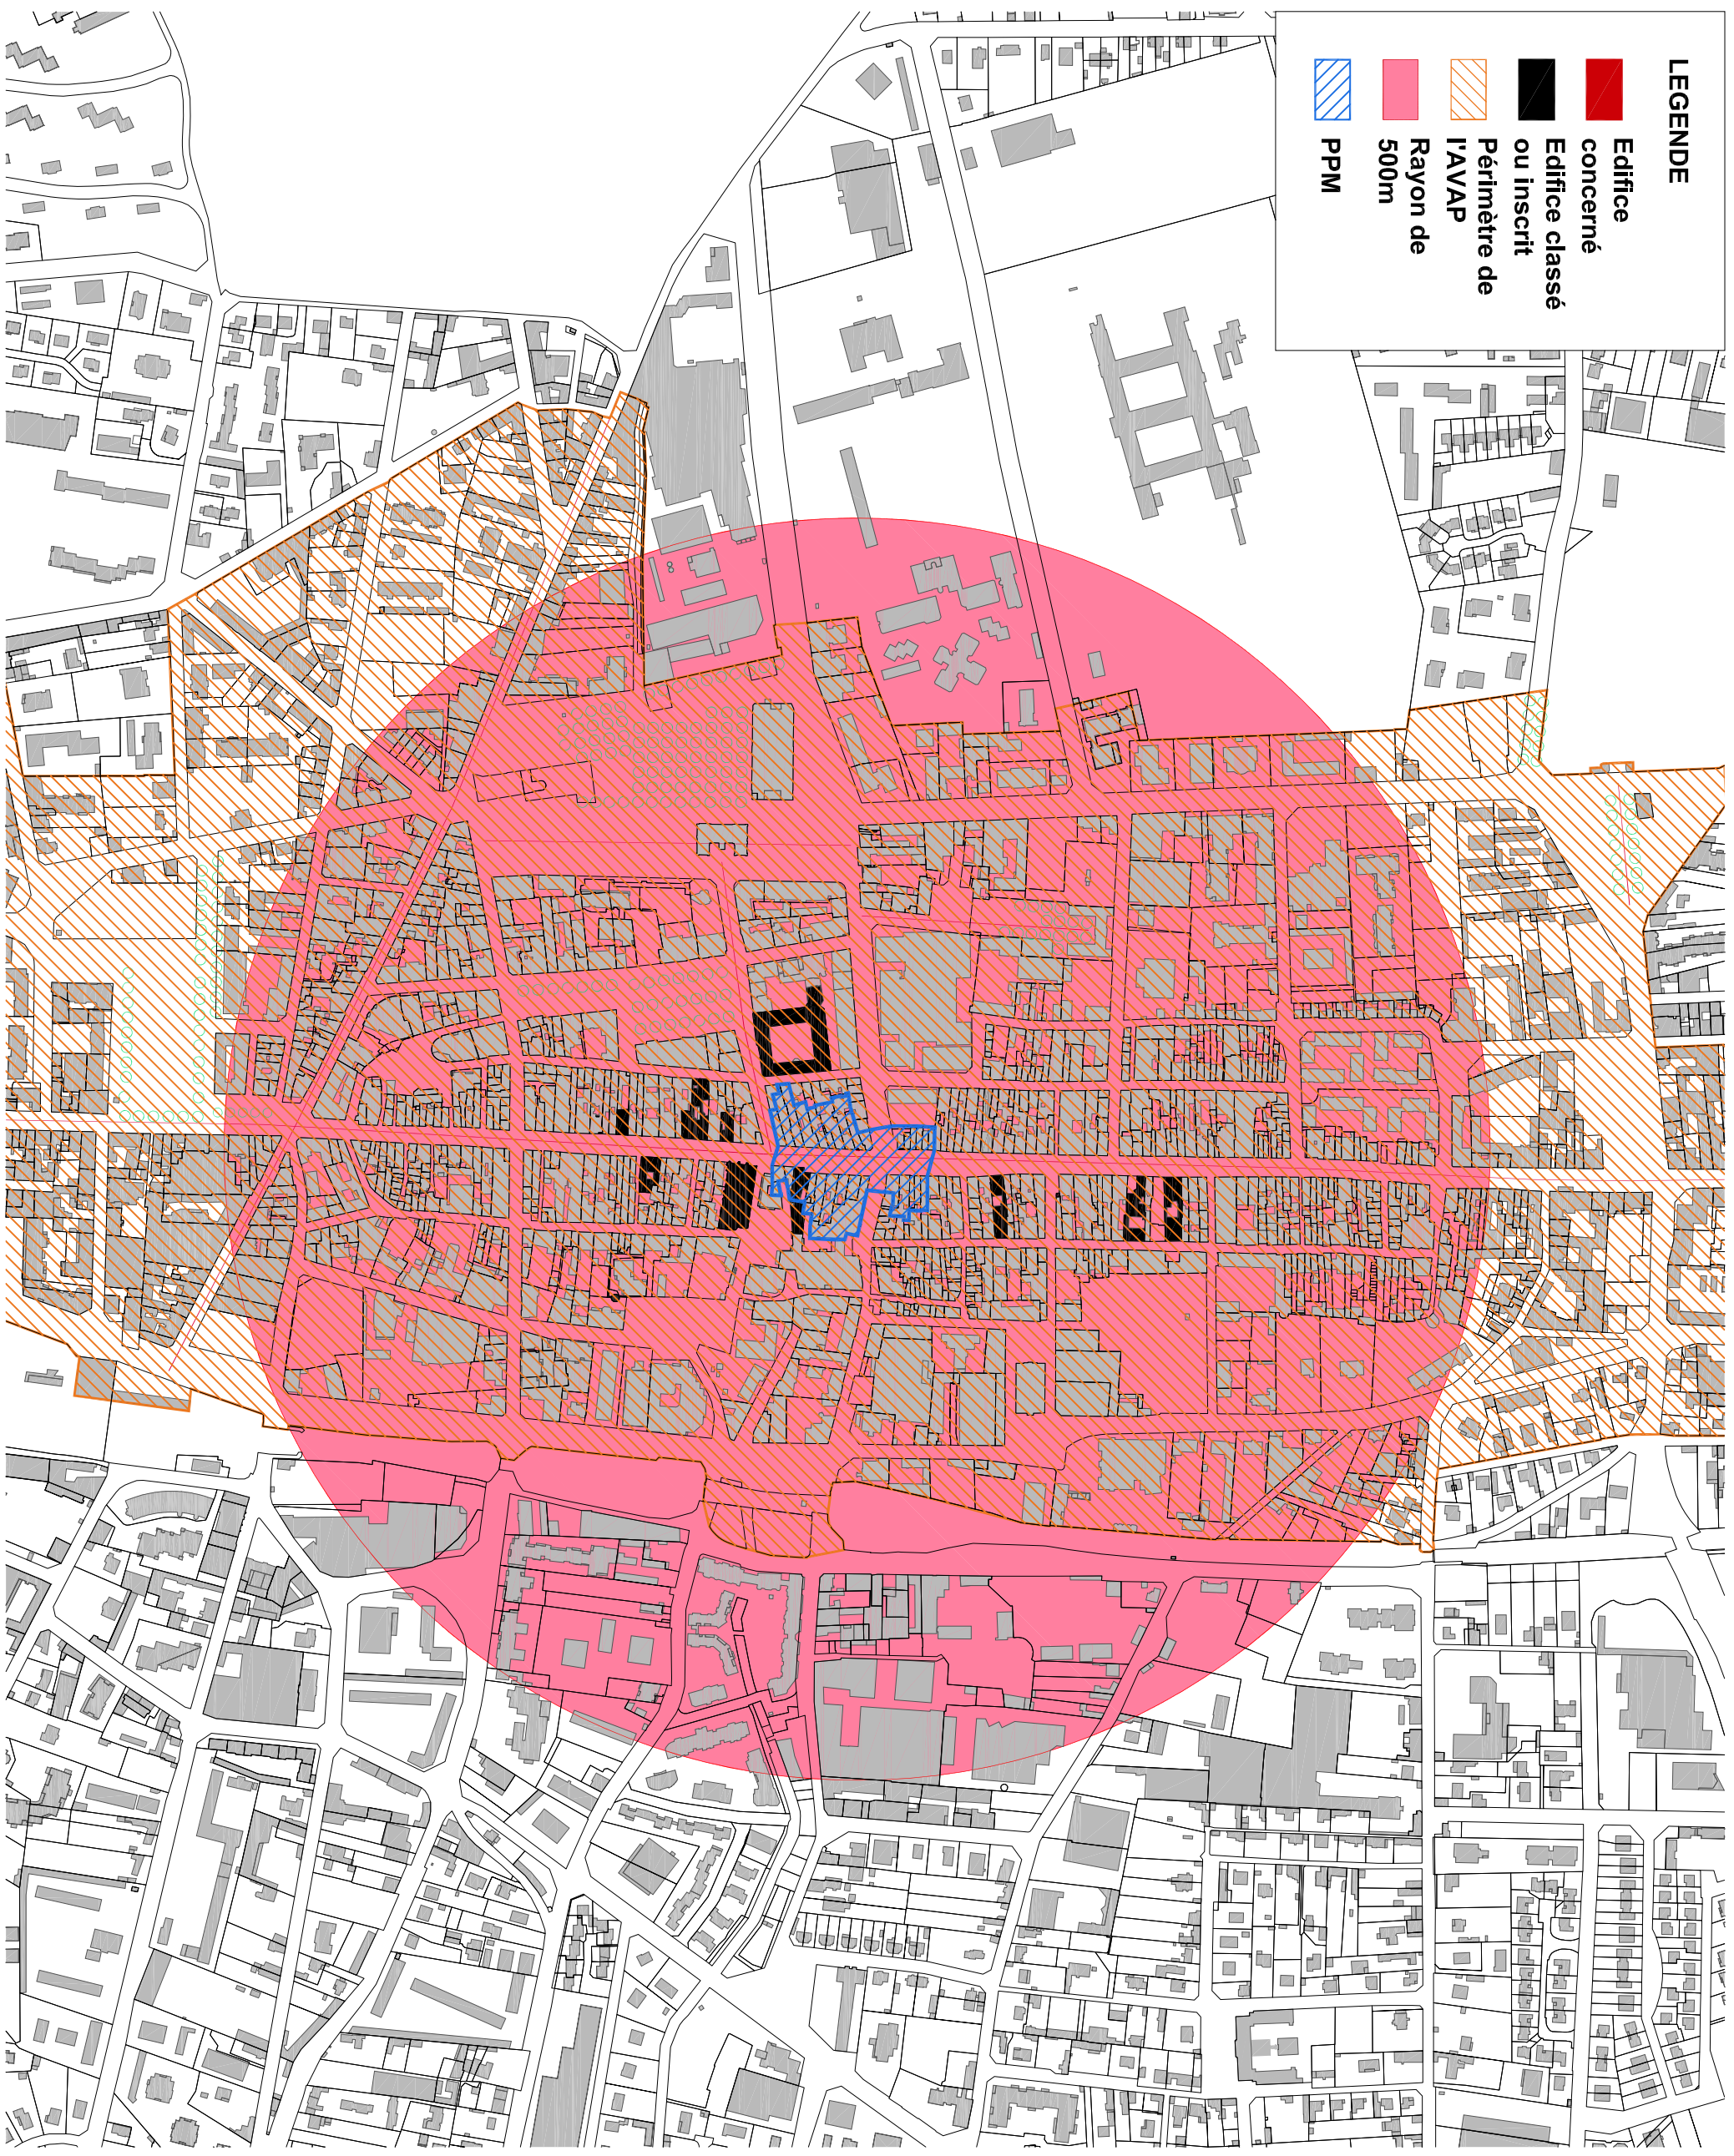 LEGENDE
Edifice
concerné
Edifice classé
ou inscrit
Périmètre de
l'AVAP
Rayon de
500m
PPM